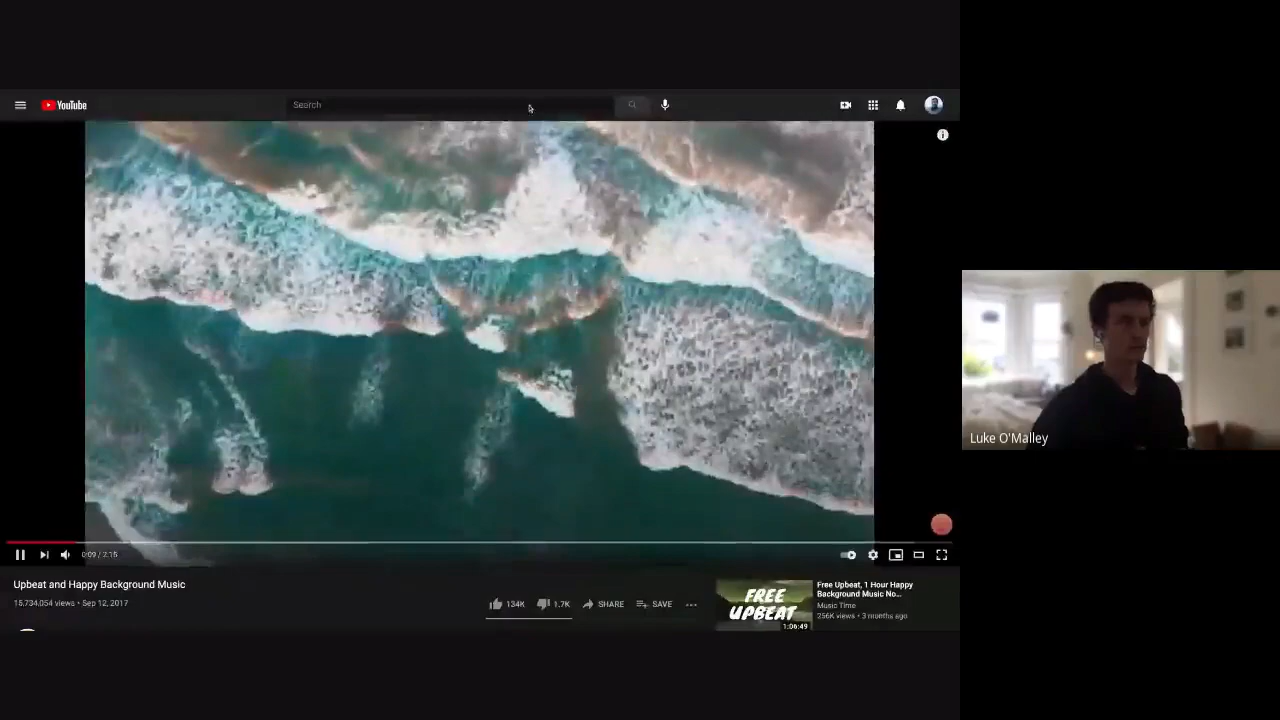 YouTube
Search
0:09 / 2:15
Upbeat and Happy Background Music
15,734,054 views • Sep 12, 2017
134K
1.7K
SHARE
SAVE
FREE
UPBEAT
1:06:49
Free Upbeat, 1 Hour Happy
Background Music No...
Music Time
256K views • 3 months ago
Luke O'Malley